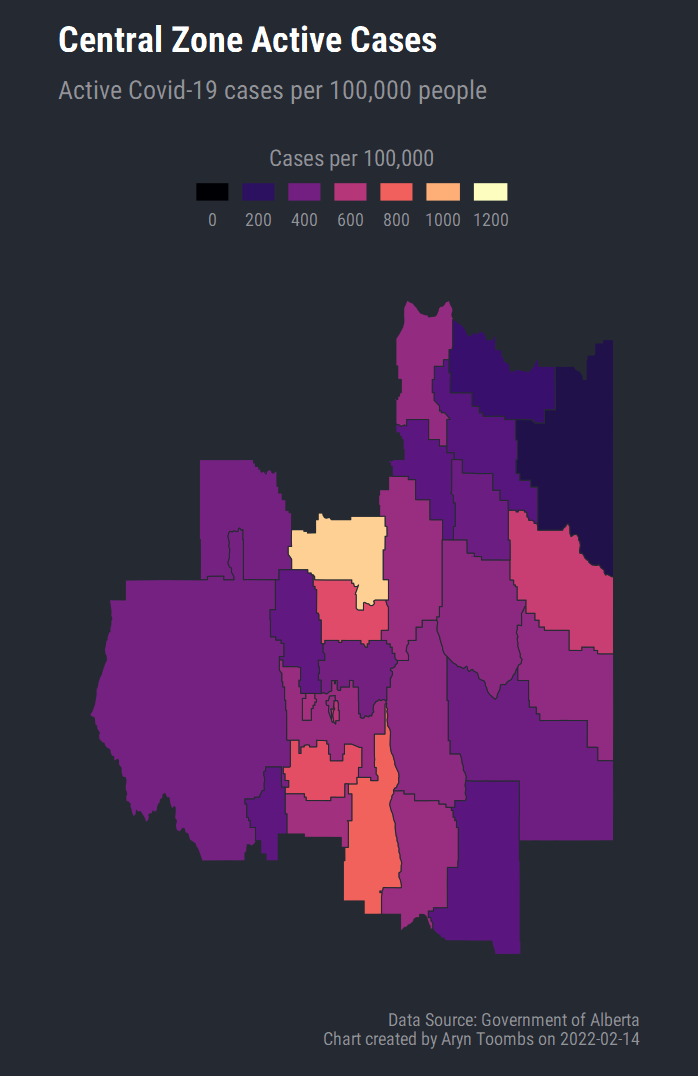 Central Zone Active Cases
Active Covid-19 cases per 100,000 people
Cases per 100,000
0 200 400 600 800 1000 1200
Data Source: Government of Alberta
Chart created by Aryn Toombs on 2022-02-14